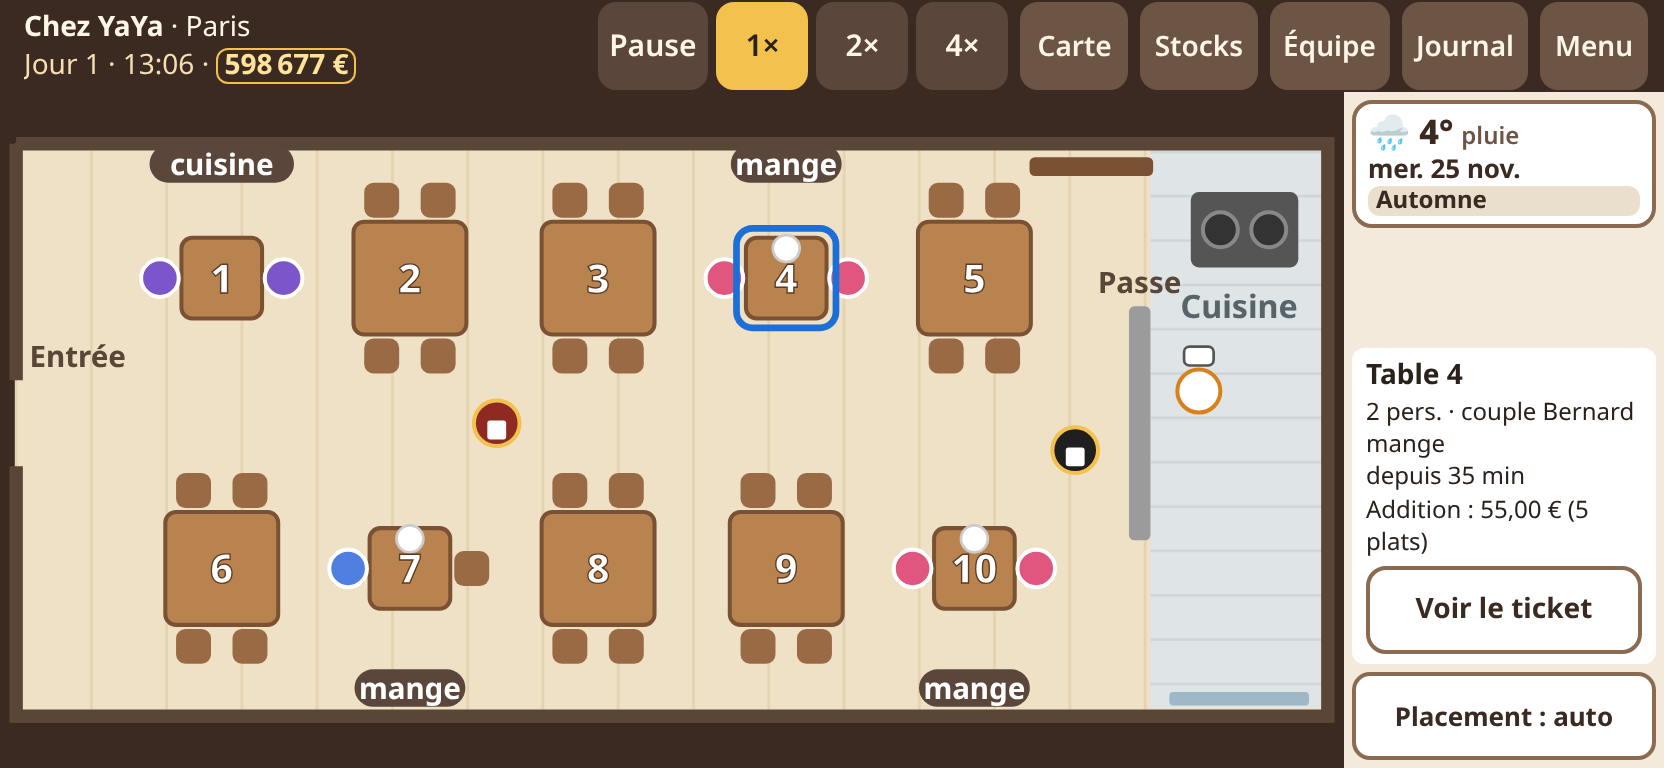 Chez YaYa · Paris
Jour 1 · 13:06 · 598 677 €
Pause
1×
2×
4×
Carte
Stocks
Équipe
Journal
Menu
4° pluie
mer. 25 nov.
Automne
cuisine
mange
1
2
3
4
5
Passe
Cuisine
Entrée
6
7
8
9
10
mange
mange
Table 4
2 pers. · couple Bernard
mange
depuis 35 min
Addition : 55,00 € (5
plats)
Voir le ticket
Placement : auto